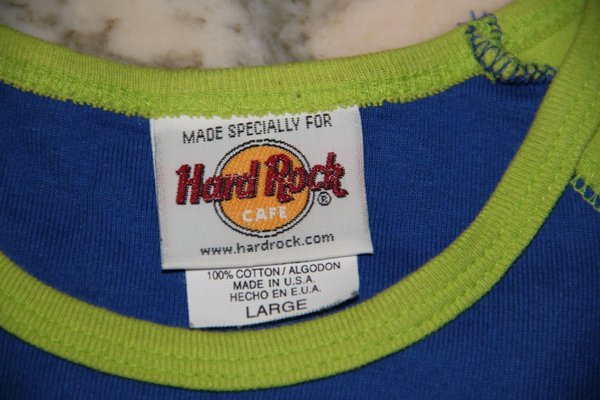 MADE SPECIALLY FOR
Hard Rock ®
CAFE
www.hardrock.com
100% COTTON/ALGODON
MADE IN U.S.A.
HECHO EN E.U.A.
LARGE